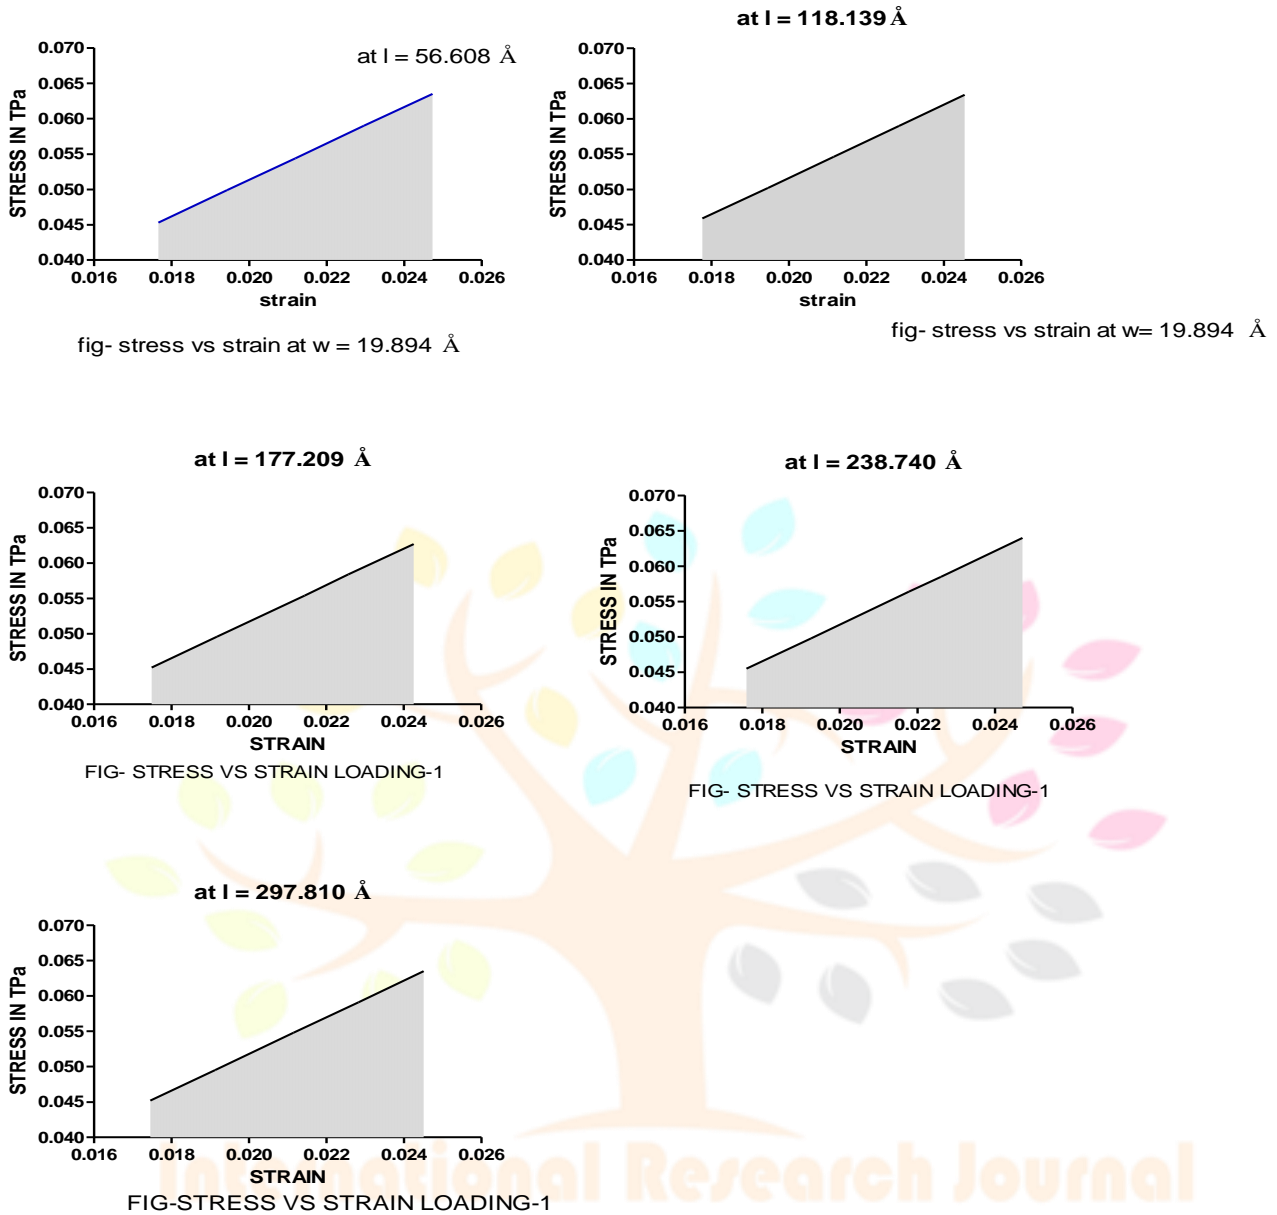 at l = 56.608 Å
STRESS IN TPa
0.070
0.065
0.060
0.055
0.050
0.045
0.040
0.016 0.018 0.020 0.022 0.024 0.026
strain
fig- stress vs strain at w = 19.894 Å
at l = 118.139 Å
STRESS IN TPa
0.070
0.065
0.060
0.055
0.050
0.045
0.040
0.016 0.018 0.020 0.022 0.024 0.026
strain
fig- stress vs strain at w= 19.894 Å
at l = 177.209 Å
STRESS IN TPa
0.070
0.065
0.060
0.055
0.050
0.045
0.040
0.016 0.018 0.020 0.022 0.024 0.026
STRAIN
FIG- STRESS VS STRAIN LOADING-1
at l = 238.740 Å
STRESS IN TPa
0.070
0.065
0.060
0.055
0.050
0.045
0.040
0.016 0.018 0.020 0.022 0.024 0.026
STRAIN
FIG- STRESS VS STRAIN LOADING-1
at l = 297.810 Å
STRESS IN TPa
0.070
0.065
0.060
0.055
0.050
0.045
0.040
0.016 0.018 0.020 0.022 0.024 0.026
STRAIN
FIG-STRESS VS STRAIN LOADING-1
International Research Journal